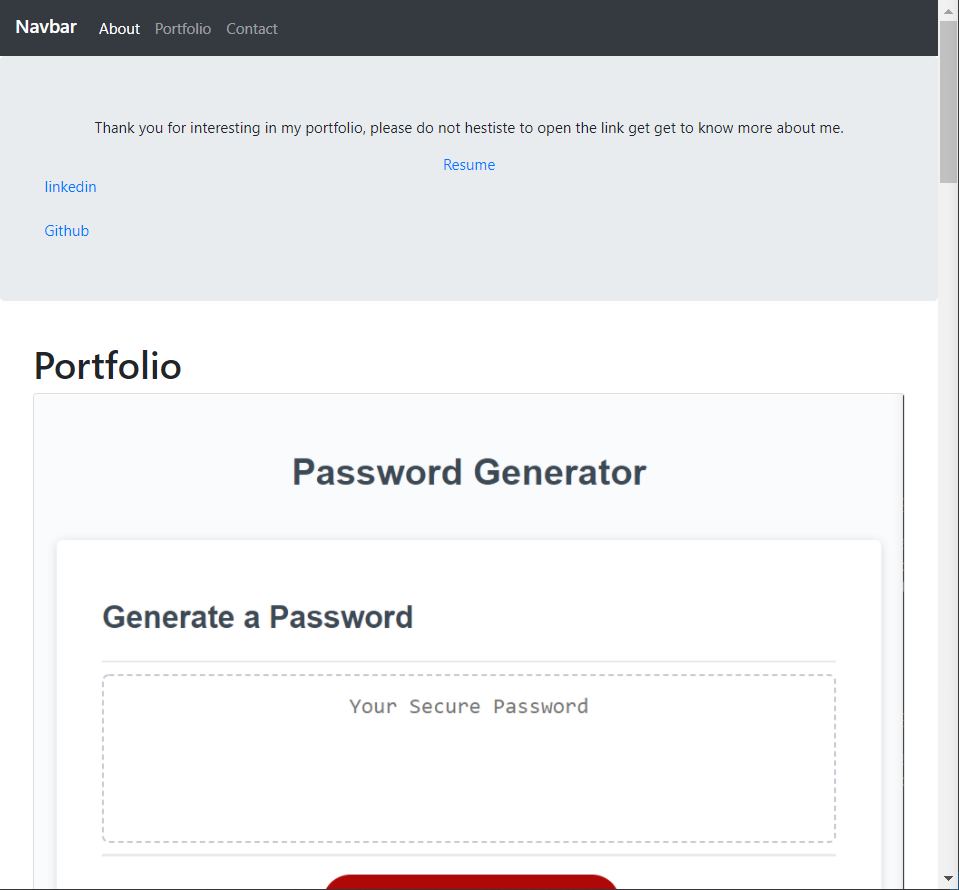 Navbar About Portfolio Contact
Thank you for interesting in my portfolio, please do not hestiste to open the link get get to know more about me.
Resume
linkedin
Github
Portfolio
Password Generator
Generate a Password
Your Secure Password